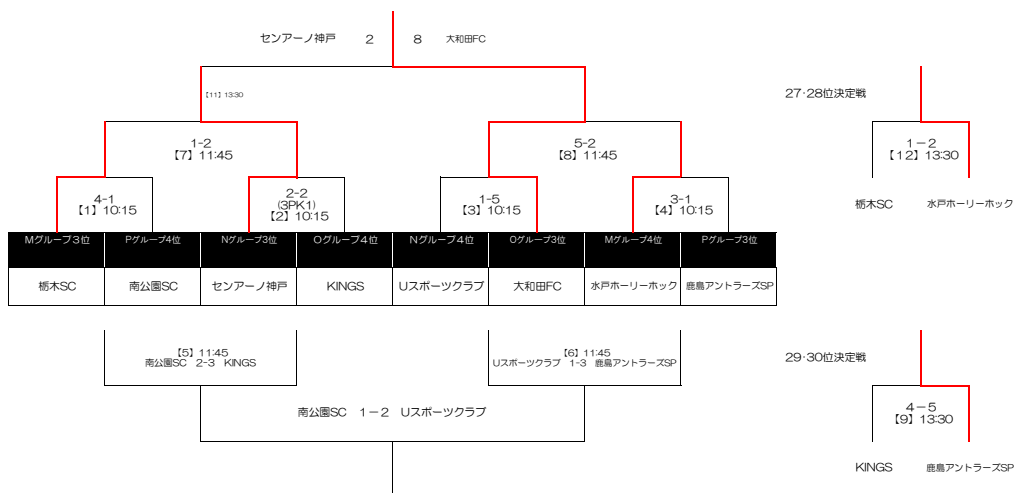 センアーノ神戸 2 8 大和田FC
【11】13:30
27・28位決定戦
1-2
【7】11:45
5-2
【8】11:45
1－2
【12】13:30
栃木SC 水戸ホーリーホック
4-1
【1】10:15
2-2
(3PK1)
【2】10:15
1-5
【3】10:15
3-1
【4】10:15
Mグループ3位 Pグループ4位 Nグループ3位 Oグループ4位 Nグループ4位 Oグループ3位 Mグループ4位 Pグループ3位
栃木SC 南公園SC センアーノ神戸 KINGS Uスポーツクラブ 大和田FC 水戸ホーリーホック 鹿島アントラーズSP
【5】11:45
南公園SC 2-3 KINGS
【6】11:45
Uスポーツクラブ 1-3 鹿島アントラーズSP
29・30位決定戦
南公園SC 1－2 Uスポーツクラブ
4－5
【9】13:30
KINGS 鹿島アントラーズSP